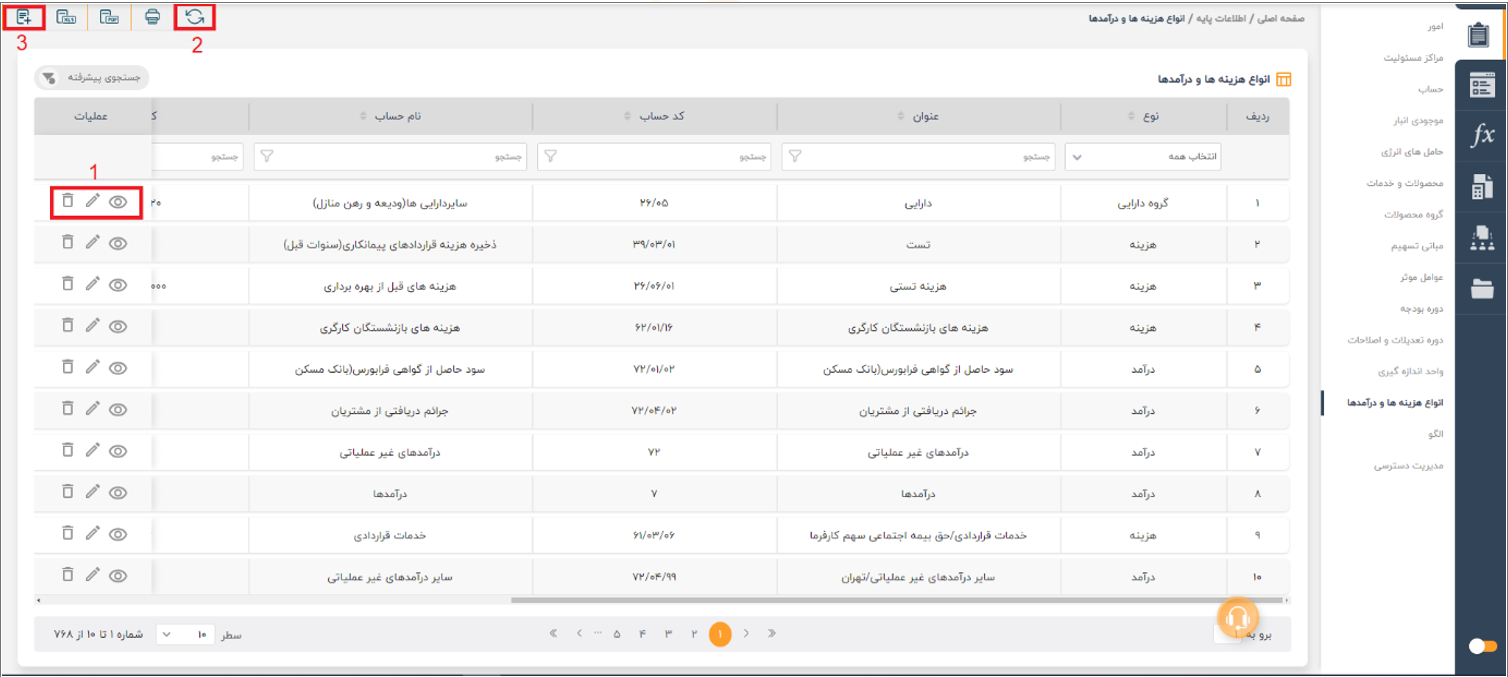 صفحه اصلی / اطلاعات پایه / انواع هزینه ها و درآمدها
XLS
PDF
3
2
امور
مراکز مسئولیت
حساب
موجودی انبار
حامل های انرژی
محصولات و خدمات
گروه محصولات
مبانی تسهیم
عوامل موثر
دوره بودجه
دوره تعدیلات و اصلاحات
واحد اندازه گیری
انواع هزینه ها و درآمدها
الگو
مدیریت دسترسی
fx
انواع هزینه ها و درآمدها
جستجوی پیشرفته
ردیف نوع عنوان کد حساب نام حساب ک عملیات
انتخاب همه جستجو جستجو جستجو جستجو
1
۱ گروه دارایی دارایی ۲۶/۰۵ سایردارایی ها(ودیعه و رهن منازل) ۲۰
۲ هزینه تست ۳۹/۰۳/۰۱ ذخیره هزینه قراردادهای پیمانکاری(سنوات قبل)
۳ هزینه هزینه تستی ۲۶/۰۶/۰۱ هزینه های قبل از بهره برداری ۰۰۰
۴ هزینه هزینه های بازنشستگان کارگری ۶۲/۰۱/۱۶ هزینه های بازنشستگان کارگری
۵ درآمد سود حاصل از گواهی فرابورس(بانک مسکن ۷۲/۰۱/۰۲ سود حاصل از گواهی فرابورس(بانک مسکن
۶ درآمد جرائم دریافتی از مشتریان ۷۲/۰۴/۰۲ جرائم دریافتی از مشتریان
۷ درآمد درآمدهای غیر عملیاتی ۷۲ درآمدهای غیر عملیاتی
۸ درآمد درآمدها ۷ درآمدها
۹ هزینه خدمات قراردادی/حق بیمه اجتماعی سهم کارفرما ۶۱/۰۳/۰۶ خدمات قراردادی
۱۰ درآمد سایر درآمدهای غیر عملیاتی/تهران ۷۲/۰۴/۹۹ سایر درآمدهای غیر عملیاتی
برو به ۱ ۱ ۲ ۳ ۴ ۵ ... سطر ۱۰ شماره ۱ تا ۱۰ از ۷۶۸